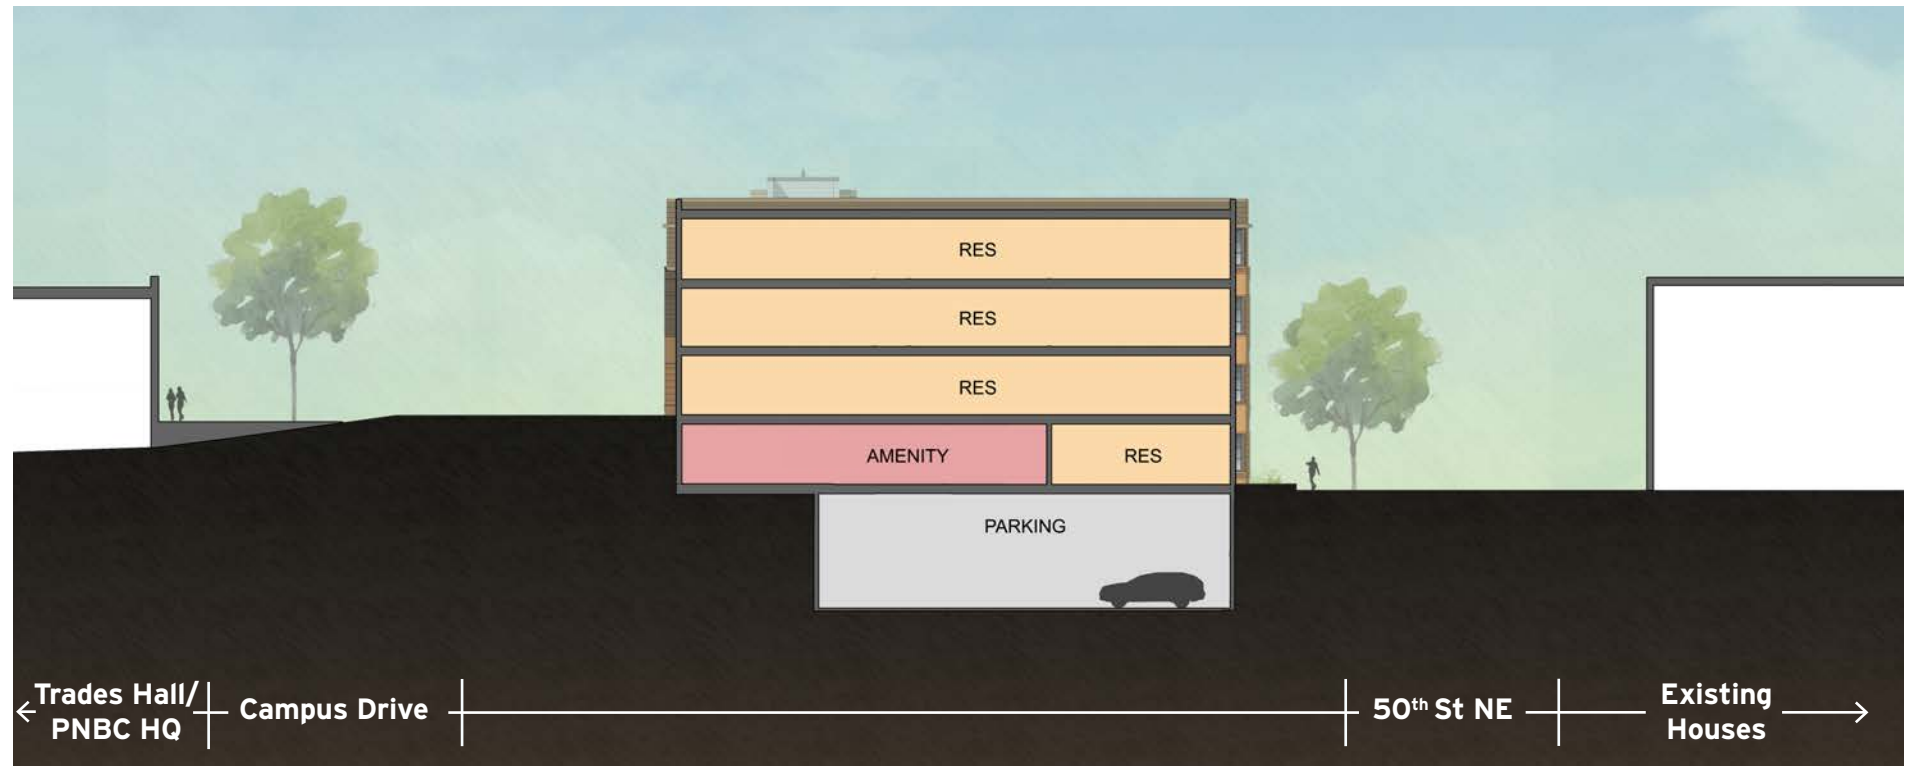 RES
RES
RES
AMENITY
RES
PARKING
Trades Hall/
PNBC HQ
Campus Drive
50th St NE
Existing
Houses